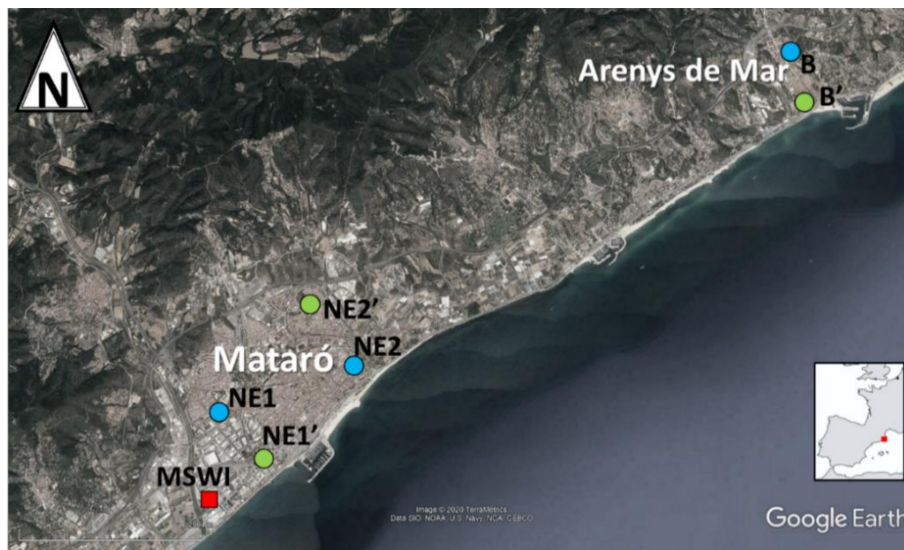 N
Arenys de Mar
B
B'
NE2'
Mataró
NE2
NE1
NE1'
MSWI
Image © 2020 TerraMetrics
Data SIO, NOAA, U.S. Navy, NGA, GEBCO
Google Earth